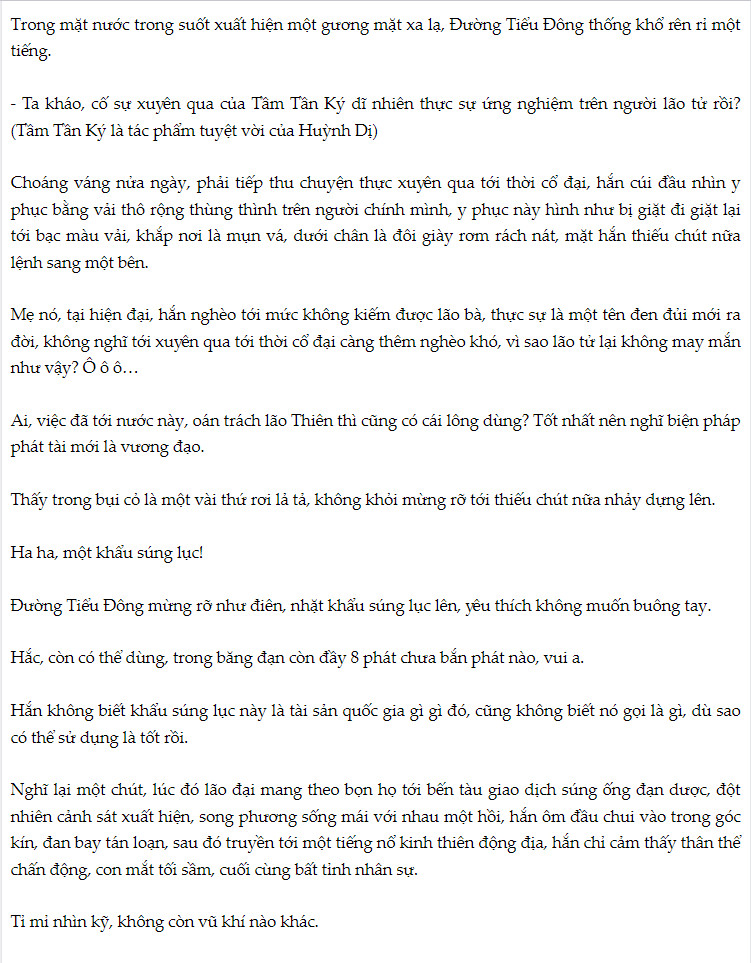 Trong mặt nước trong suốt xuất hiện một gương mặt xa lạ, Đường Tiểu Đông thống khổ rên rỉ một
tiếng.
- Ta kháo, cố sự xuyên qua của Tầm Tần Ký dĩ nhiên thực sự ứng nghiệm trên người lão tử rồi?
(Tầm Tần Ký là tác phẩm tuyệt vời của Huỳnh Dị)
Choáng váng nửa ngày, phải tiếp thu chuyện thực xuyên qua tới thời cổ đại, hắn cúi đầu nhìn y
phục bằng vải thô rộng thùng thình trên người chính mình, y phục này hình như bị giặt đi giặt lại
tới bạc màu vải, khắp nơi là mụn vá, dưới chân là đôi giày rơm rách nát, mặt hắn thiếu chút nữa
lệnh sang một bên.
Mẹ nó, tại hiện đại, hắn nghèo tới mức không kiếm được lão bà, thực sự là một tên đen đủi mới ra
đời, không nghĩ tới xuyên qua tới thời cổ đại càng thêm nghèo khó, vì sao lão tử lại không may mắn
như vậy? Ô ô ô...
Ai, việc đã tới nước này, oán trách lão Thiên thì cũng có cái lông dùng? Tốt nhất nên nghĩ biện pháp
phát tài mới là vương đạo.
Thấy trong bụi cỏ là một vài thứ rơi lả tả, không khỏi mừng rỡ tới thiếu chút nữa nhảy dựng lên.
Ha ha, một khẩu súng lục!
Đường Tiểu Đông mừng rỡ như điên, nhặt khẩu súng lục lên, yêu thích không muốn buông tay.
Hắc, còn có thể dùng, trong băng đạn còn đầy 8 phát chưa bắn phát nào, vui a.
Hắn không biết khẩu súng lục này là tài sản quốc gia gì gì đó, cũng không biết nó gọi là gì, dù sao
có thể sử dụng là tốt rồi.
Nghĩ lại một chút, lúc đó lão đại mang theo bọn họ tới bến tàu giao dịch súng ống đạn dược, đột
nhiên cảnh sát xuất hiện, song phương sống mái với nhau một hồi, hắn ôm đầu chui vào trong góc
kín, đan bay tán loạn, sau đó truyền tới một tiếng nổ kinh thiên động địa, hắn chỉ cảm thấy thân thể
chấn động, con mắt tối sầm, cuối cùng bất tỉnh nhân sự.
Tỉ mỉ nhìn kỹ, không còn vũ khí nào khác.